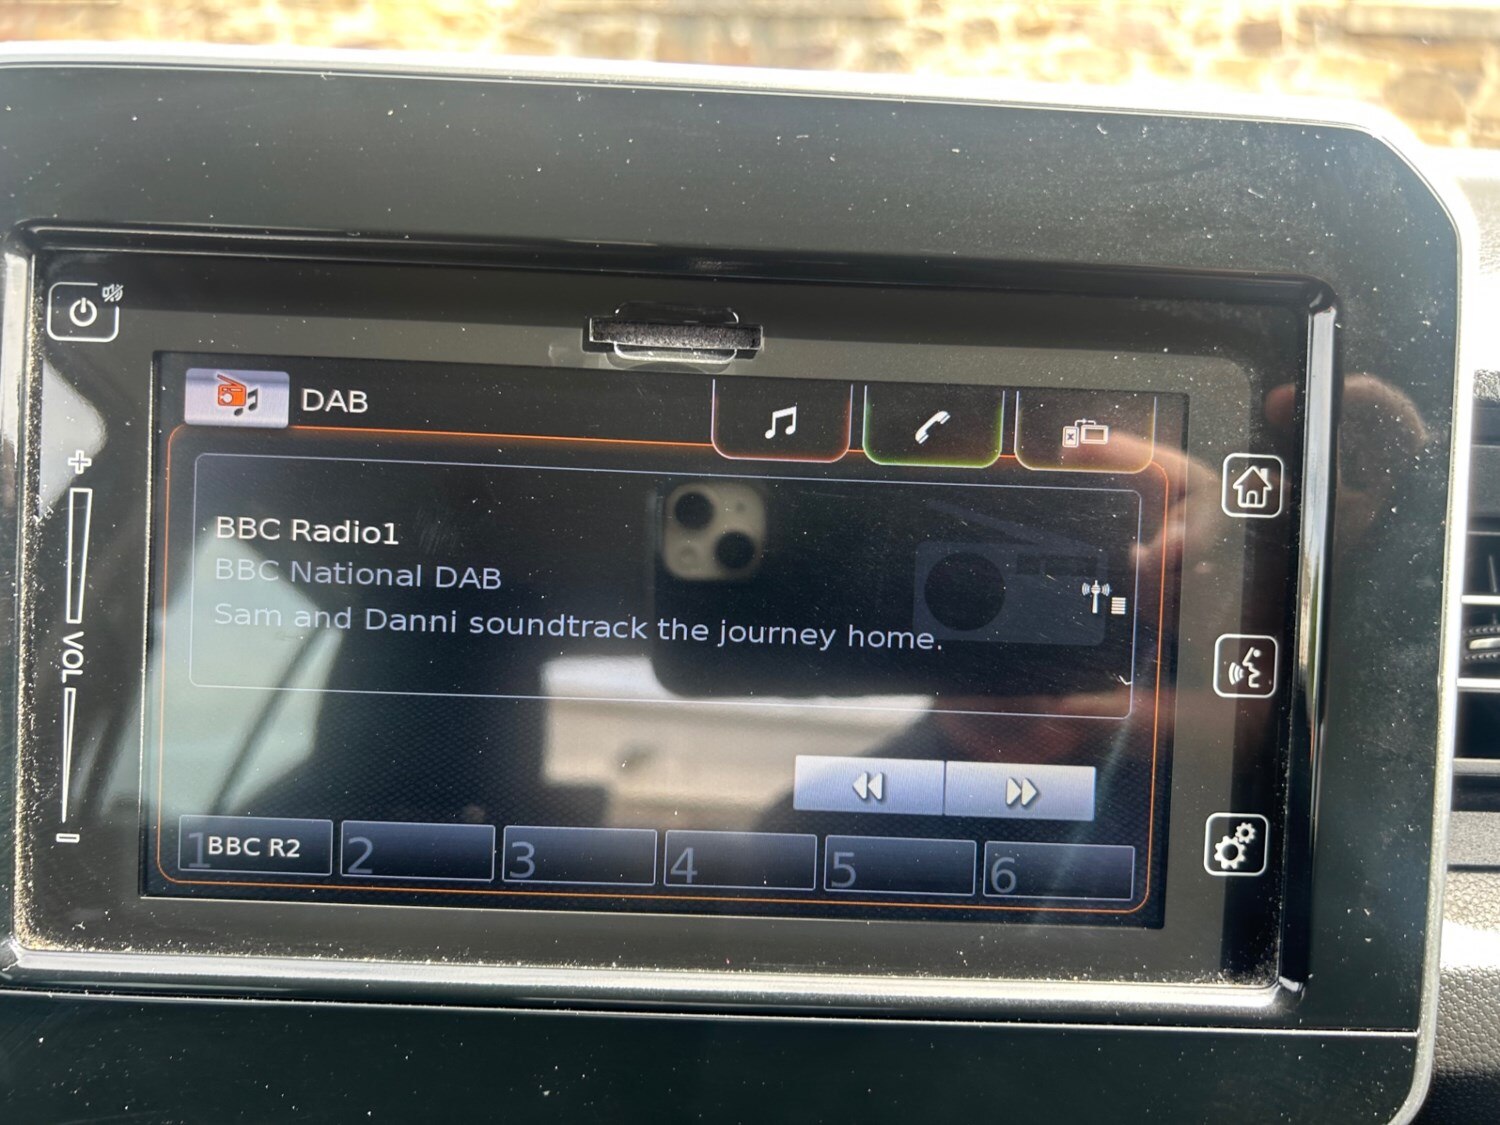 DAB
BBC Radio1
BBC National DAB
Sam and Danni soundtrack the journey home.
+
VOL
-
1 BBC R2
2
3
4
5
6